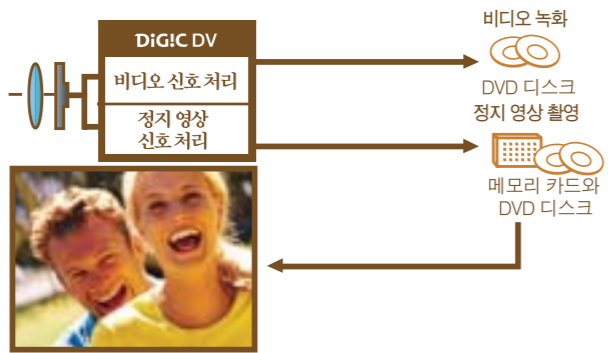 DiG!C DV
비디오 신호 처리
정지 영상
신호 처리
비디오 녹화
DVD 디스크
정지 영상 촬영
메모리 카드와
DVD 디스크